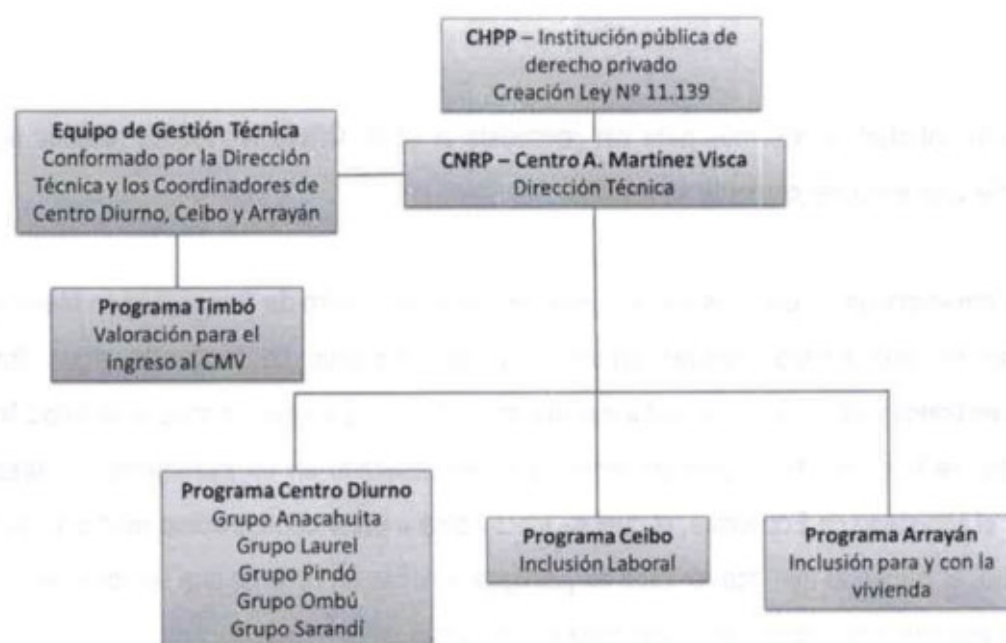 CHPP – Institución pública de
derecho privado
Creación Ley Nº 11.139
Equipo de Gestión Técnica
Conformado por la Dirección
Técnica y los Coordinadores de
Centro Diurno, Ceibo y Arrayán
CNRP – Centro A. Martínez Visca
Dirección Técnica
Programa Timbó
Valoración para el
ingreso al CMV
Programa Centro Diurno
Grupo Anacahuita
Grupo Laurel
Grupo Pindó
Grupo Ombú
Grupo Sarandí
Programa Ceibo
Inclusión Laboral
Programa Arrayán
Inclusión para y con la
vivienda